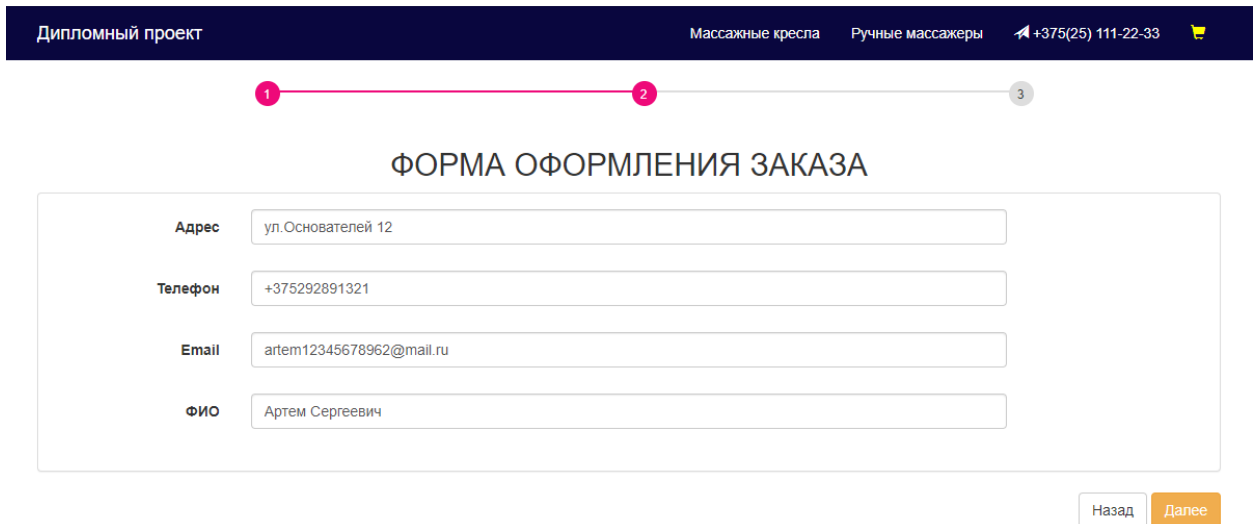 Дипломный проект Массажные кресла Ручные массажеры +375(25) 111-22-33
1 2 3
ФОРМА ОФОРМЛЕНИЯ ЗАКАЗА
Адрес ул.Основателей 12
Телефон +375292891321
Email artem12345678962@mail.ru
ФИО Артем Сергеевич
Назад Далее